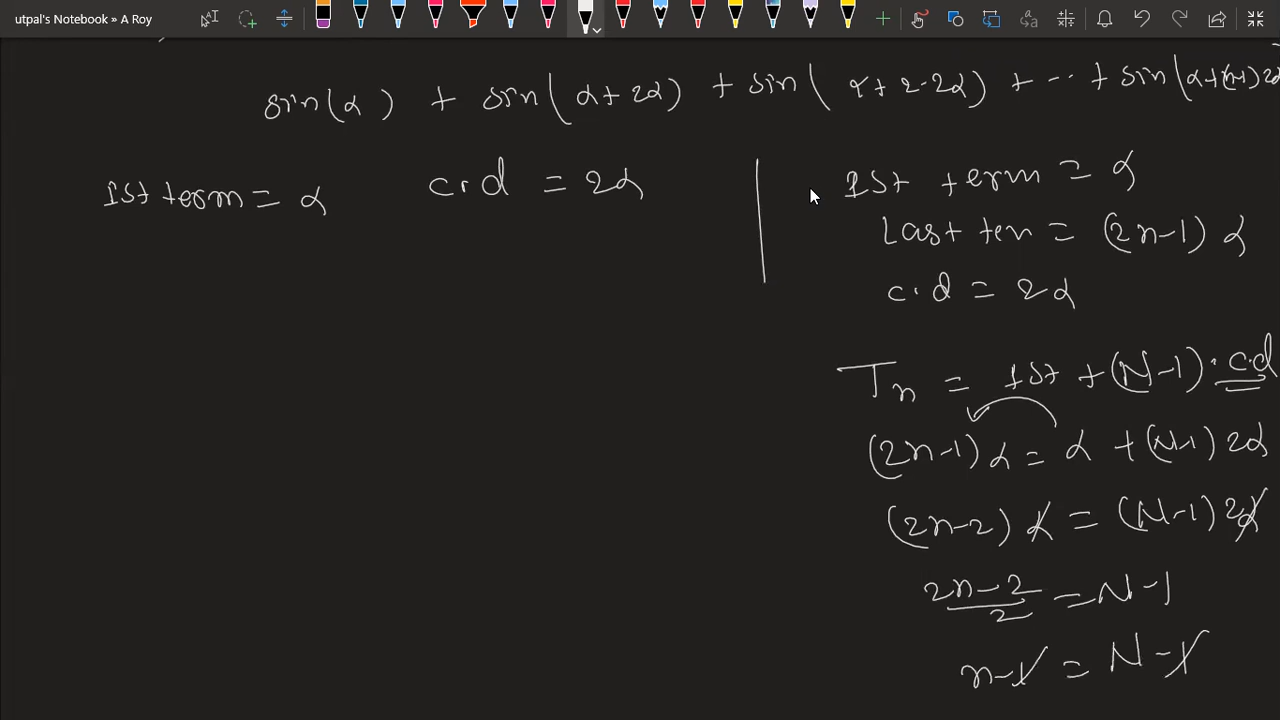 utpal's Notebook » A Roy
sin(α) + sin(α+2α) + sin(α+2·2α) + ··· + sin(α+(n-1)2α
1st term = α    c.d = 2α
1st term = α
Last ten = (2n-1) α
c.d = 2α
Tn = 1st + (N-1)·c.d
(2n-1)α = α + (N-1) 2α
(2n-2) α = (N-1) 2α
2n-2/2 = N-1
n-1 = N-1